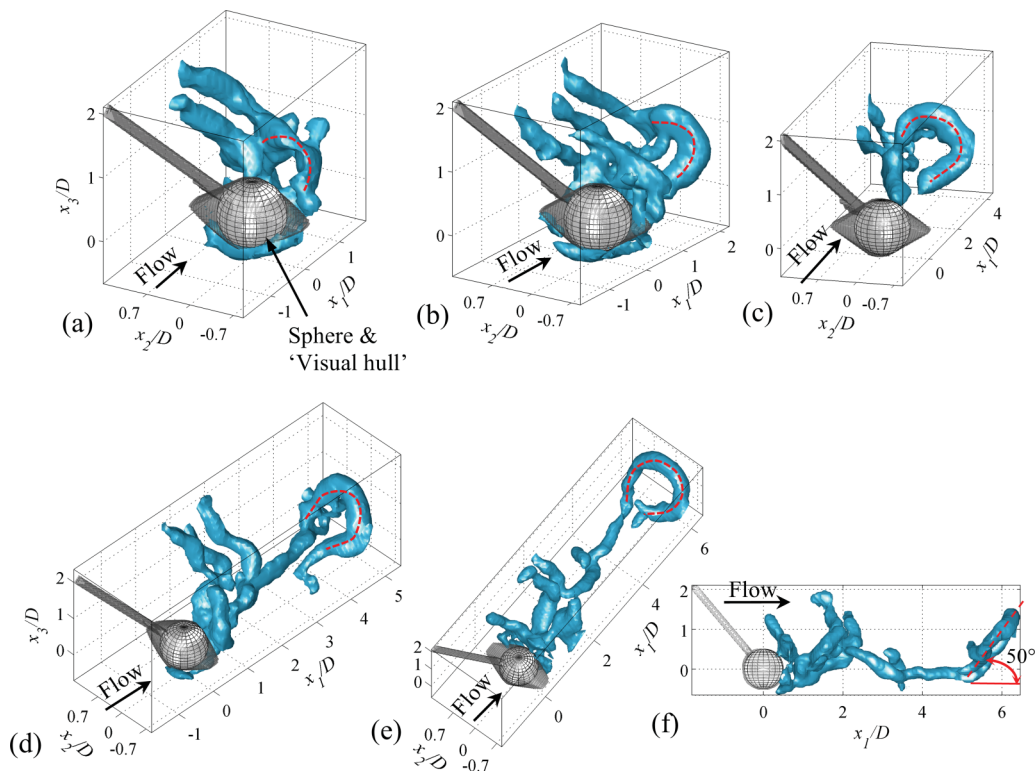 2
1
0
x3/D
Flow
0.7
0
-0.7
x2/D
-1
0
1
x1/D
(a)
Sphere &
‘Visual hull’
2
1
0
Flow
0.7
0
-0.7
x2/D
-1
0
1
2
x1/D
(b)
2
1
0
Flow
0.7
0
-0.7
x2/D
0
2
4
x1/D
(c)
2
1
0
x3/D
Flow
0.7
0
-0.7
x2/D
-1
0
1
2
3
4
5
x1/D
(d)
2
1
0
Flow
0.7
0
-0.7
x2/D
0
2
4
6
x1/D
(e)
2
1
0
Flow
50°
0
2
4
6
x1/D
(f)